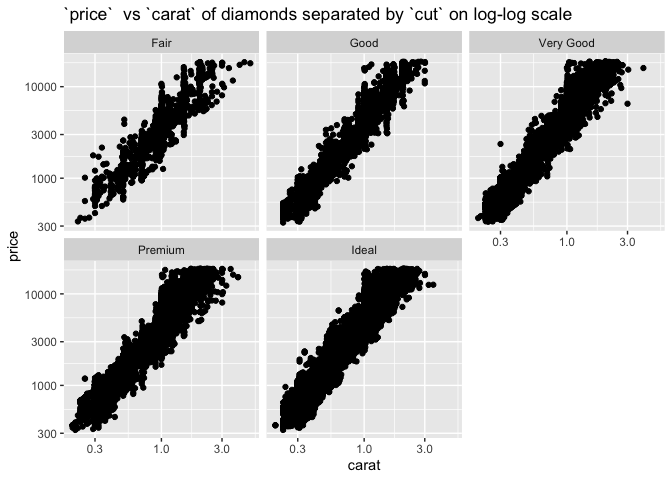 `price`  vs `carat` of diamonds separated by `cut` on log-log scale
Fair Good Very Good
10000
3000
1000
300
0.3 1.0 3.0
price
Premium Ideal
10000
3000
1000
300
0.3 1.0 3.0 0.3 1.0 3.0
carat